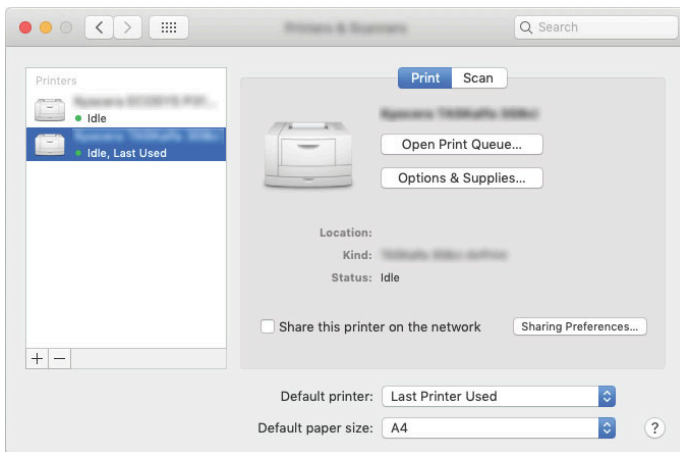 Search
Printers
Idle
Idle, Last Used
Print Scan
Open Print Queue...
Options & Supplies...
Location:
Kind:
Status: Idle
Share this printer on the network
Sharing Preferences...
+ −
Default printer: Last Printer Used
Default paper size: A4
?